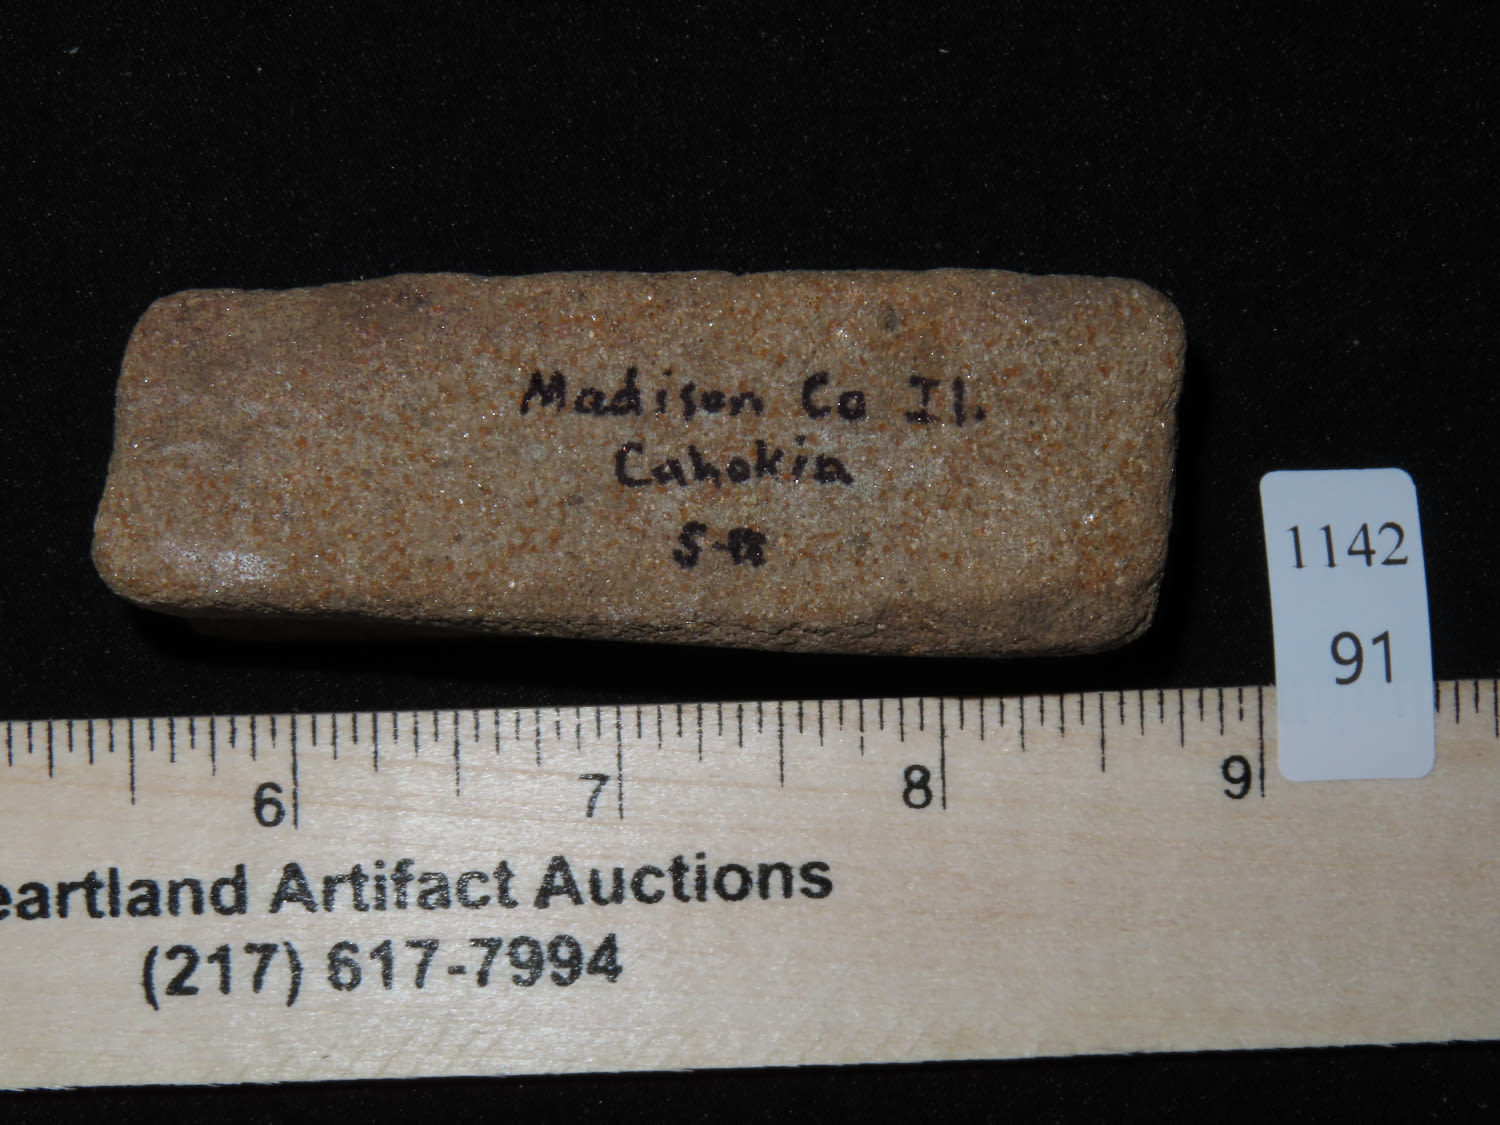 Madison Co Il.
Cahokia
1142
91
6 7 8 9
eartland Artifact Auctions
(217) 617-7994